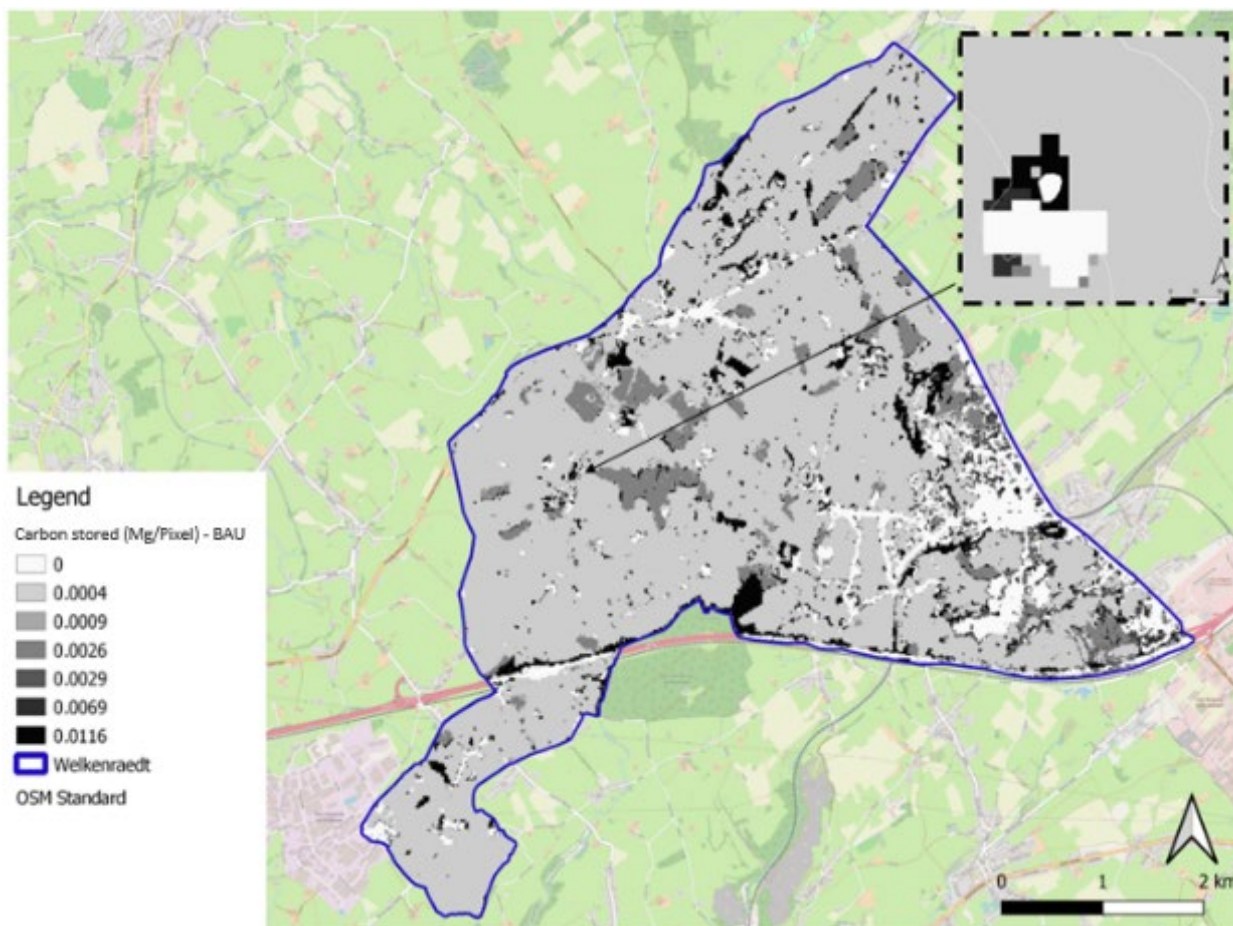 Legend
Carbon stored (Mg/Pixel) - BAU
0
0.0004
0.0009
0.0026
0.0029
0.0069
0.0116
Welkenraedt
OSM Standard
0 1 2 km